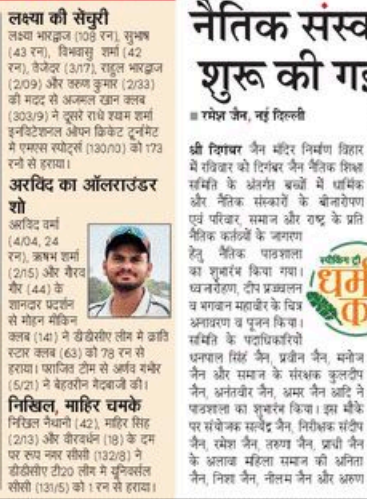 लक्ष्या की सेंचुरी
लक्ष्या भारद्वाज (108 रन), सुभाष
(43 रन), विभवासु शर्मा (42
रन), तेजेंदर (3/17), राहुल भारद्वाज
(2/09) और तरुण कुमार (2/33)
की मदद से अजमल खान क्लब
(303/9) ने दूसरे राधे श्याम शर्मा
इनविटेशनल ओपन क्रिकेट टूर्नामेंट
मे एमएस स्पोर्ट्स (130/10) को 173
रनों से हराया।
अरविंद का ऑलराउंडर
शो
अरविंद वर्मा
(4/04, 24
रन), ऋषभ शर्मा
(2/15) और गौरव
गौर (44) के
शानदार प्रदर्शन
से मोहन मीकिन
क्लब (141) ने डीडीसीए लीग मे क्रांति
स्टार क्लब (63) को 78 रन से
हराया। पराजित टीम से अर्णव गंभीर
(5/21) ने बेहतरीन गेंदबाजी की।
निखिल, माहिर चमके
निखिल नैथानी (42), माहिर सिंह
(2/13) और वीरवर्धन (18) के दम
पर रूप नगर सीसी (132/8) ने
डीडीसीए टी20 लीग मे यूनिवर्सल
सीसी (131/5) को 1 रन से हराया।
नैतिक संस्क
शुरू की गई
रमेश जैन, नई दिल्ली
श्री दिगंबर जैन मंदिर निर्माण विहार
में रविवार को दिगंबर जैन नैतिक शिक्षा
समिति के अंतर्गत बच्चों में धार्मिक
और नैतिक संस्कारों के बीजारोपण
एवं परिवार, समाज और राष्ट्र के प्रति
नैतिक कर्तव्यों के जागरण
हेतु नैतिक पाठशाला
का शुभारंभ किया गया।
ध्वजारोहण, दीप प्रज्ज्वलन
व भगवान महावीर के चित्र
अनावरण व पूजन किया।
समिति के पदाधिकारियों
धनपाल सिंह जैन, प्रवीन जैन, मनोज
जैन और समाज के संरक्षक कुलदीप
जैन, अनंतवीर जैन, अमर जैन आदि ने
पाठशाला का शुभारंभ किया। इस मौके
पर संयोजक सत्येंद्र जैन, निरीक्षक संदीप
जैन, रमेश जैन, तरुणा जैन, प्राची जैन
के अलावा महिला समाज की अनिता
जैन, निशा जैन, नीलम जैन और अरुण
स्पीकिंग ट्री
धर्म
क